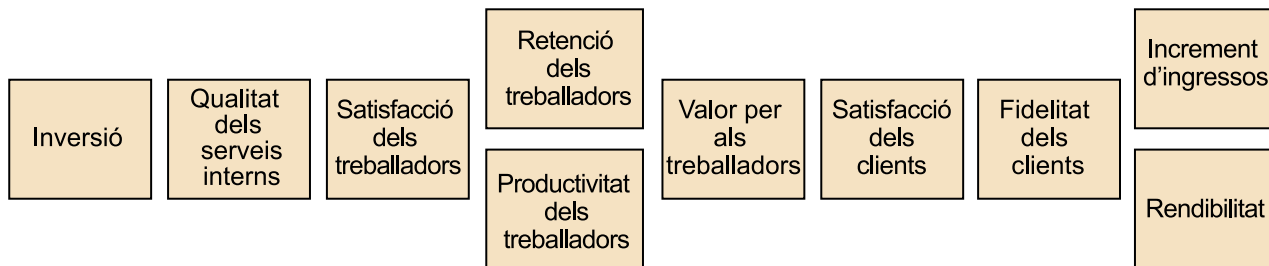 Inversió
Qualitat
dels
serveis
interns
Satisfacció
dels
treballadors
Retenció
dels
treballadors
Productivitat
dels
treballadors
Valor per
als
treballadors
Satisfacció
dels
clients
Fidelitat
dels
clients
Increment
d'ingressos
Rendibilitat